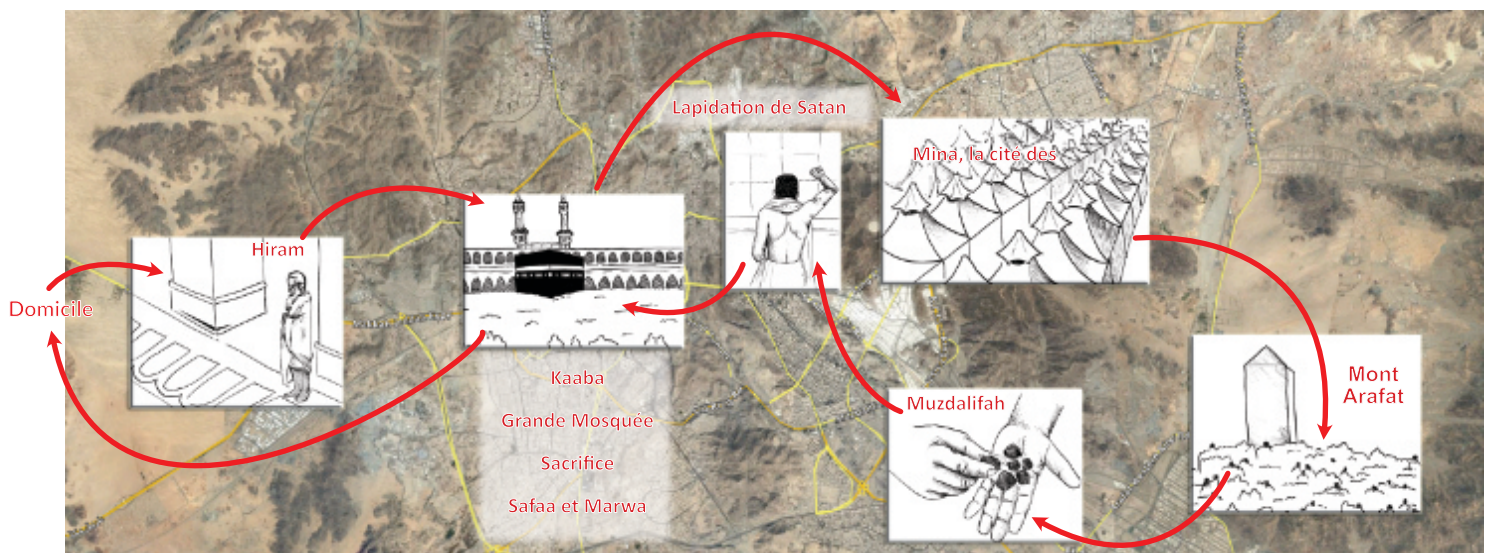 Lapidation de Satan
Mina, la cité des
Hiram
Domicile
Kaaba
Grande Mosquée
Sacrifice
Safaa et Marwa
Muzdalifah
Mont
Arafat